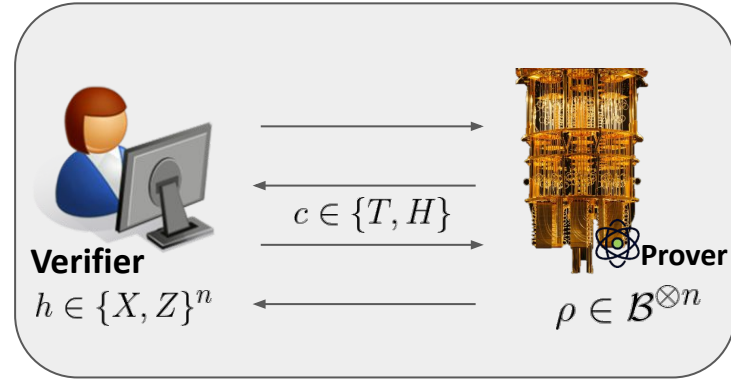 c ∈ {T, H}
Verifier
Prover
h ∈ {X, Z}ⁿ
ρ ∈ 𝓑^{⊗n}